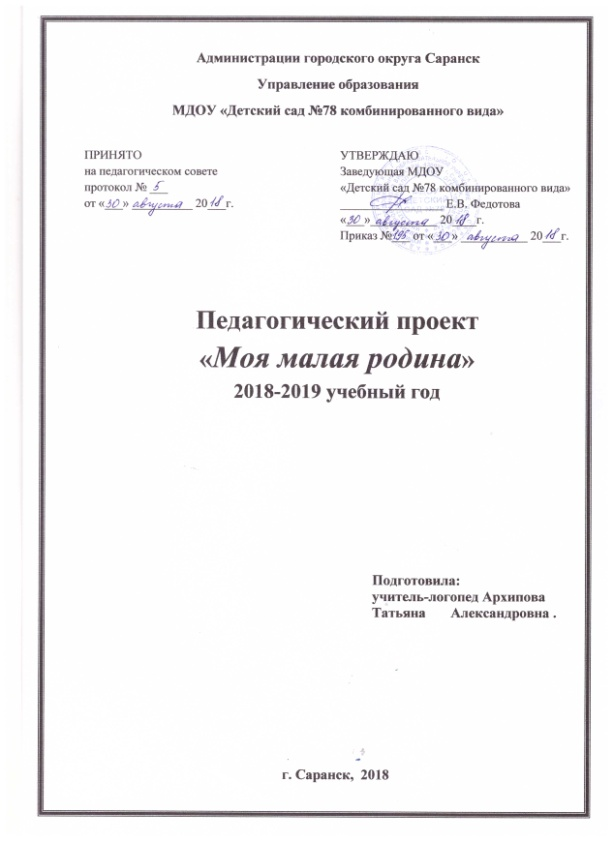 Администрации городского округа Саранск
Управление образования
МДОУ «Детский сад №78 комбинированного вида»
ПРИНЯТО
на педагогическом совете
протокол № 5
от «30» августа 2018 г.
УТВЕРЖДАЮ
Заведующая МДОУ
«Детский сад №78 комбинированного вида»
Е.В. Федотова
«30» августа 2018 г.
Приказ №195 от «30» августа 2018 г.
Педагогический проект
«Моя малая родина»
2018-2019 учебный год
Подготовила:
учитель-логопед Архипова
Татьяна Александровна .
г. Саранск, 2018